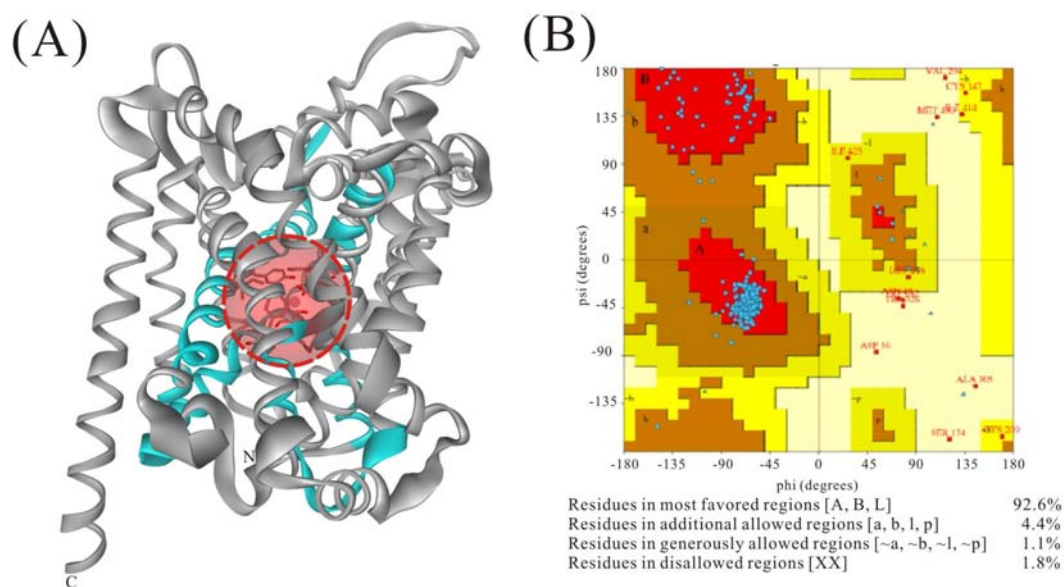 (A)
(B)
N
C
180
135
90
45
0
-45
-90
-135
-180 -135 -90 -45 0 45 90 135 180
psi (degrees)
phi (degrees)
B
b
a
A
l
~l
~a
~b
~p
p
b
ASP 36
ALA 305
SER 174
Residues in most favored regions [A, B, L] 92.6%
Residues in additional allowed regions [a, b, l, p] 4.4%
Residues in generously allowed regions [~a, ~b, ~l, ~p] 1.1%
Residues in disallowed regions [XX] 1.8%